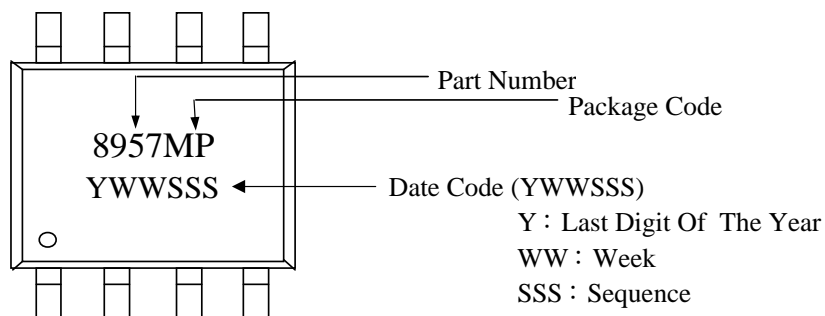 Part Number
Package Code
8957MP
YWWSSS
Date Code (YWWSSS)
Y：Last Digit Of The Year
WW：Week
SSS：Sequence